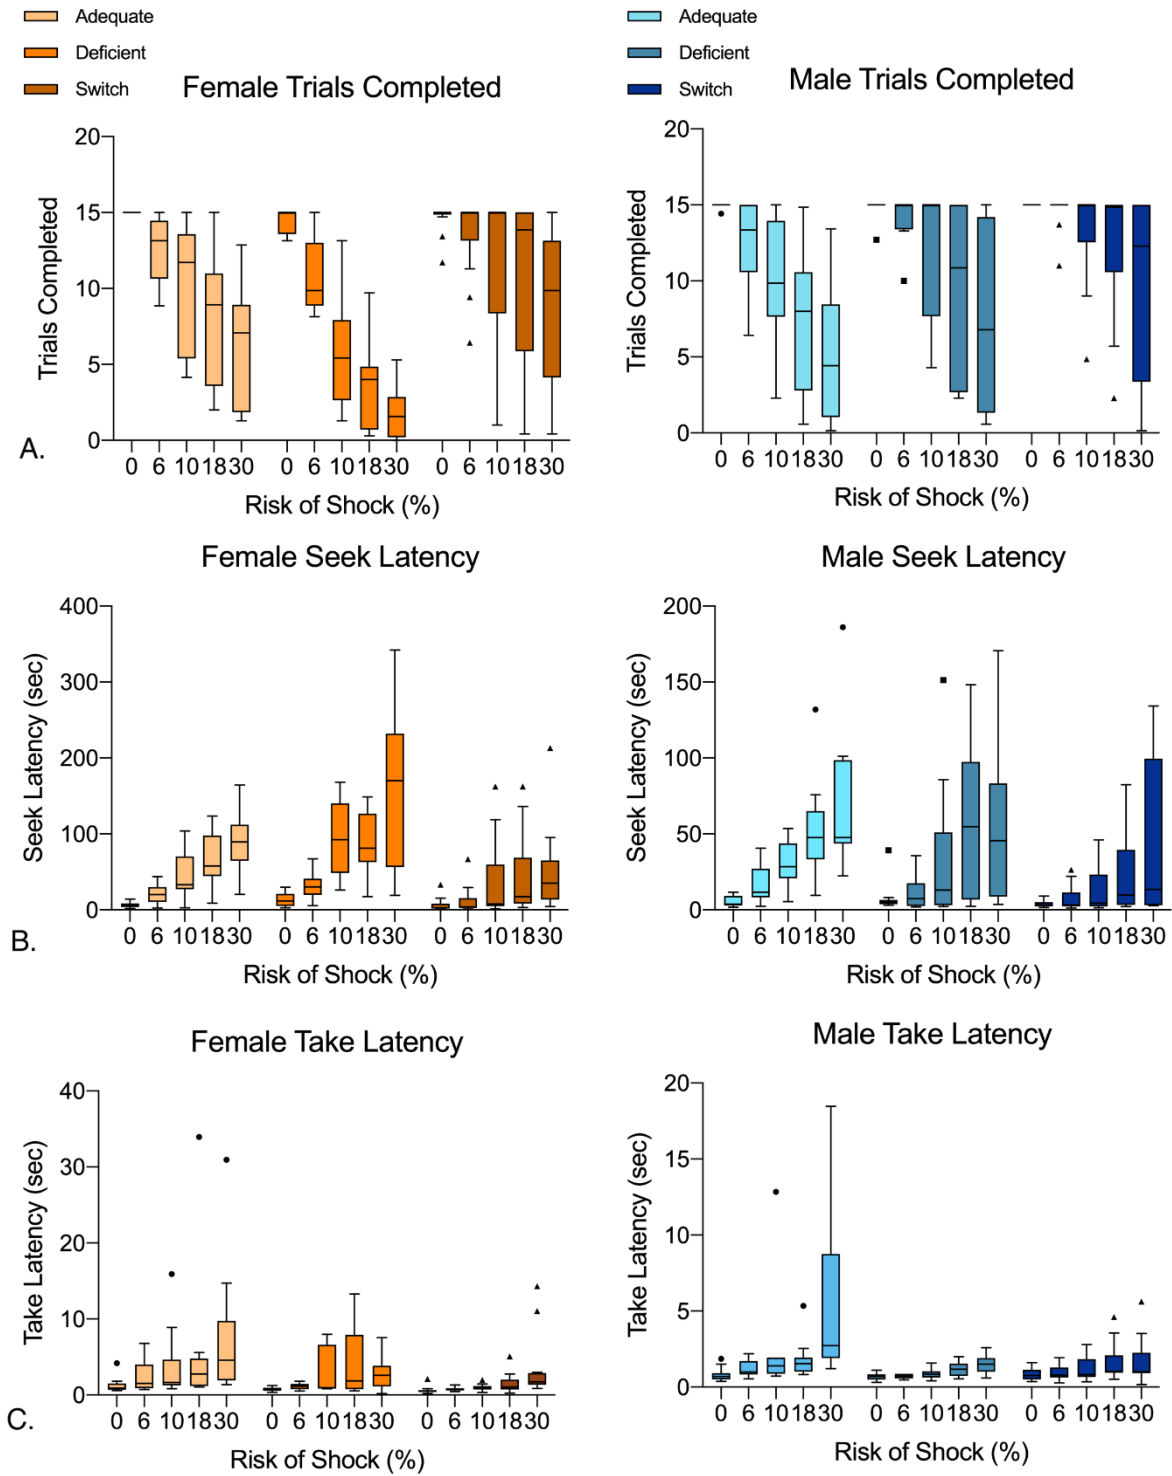 Adequate
Deficient
Switch
Female Trials Completed
Trials Completed
20
15
10
5
0
0 6 10 18 30 0 6 10 18 30 0 6 10 18 30
Risk of Shock (%)
A.
Adequate
Deficient
Switch
Male Trials Completed
Trials Completed
20
15
10
5
0
0 6 10 18 30 0 6 10 18 30 0 6 10 18 30
Risk of Shock (%)
Female Seek Latency
Seek Latency (sec)
400
300
200
100
0
0 6 10 18 30 0 6 10 18 30 0 6 10 18 30
Risk of Shock (%)
B.
Male Seek Latency
Seek Latency (sec)
200
150
100
50
0
0 6 10 18 30 0 6 10 18 30 0 6 10 18 30
Risk of Shock (%)
Female Take Latency
Take Latency (sec)
40
30
20
10
0
0 6 10 18 30 0 6 10 18 30 0 6 10 18 30
Risk of Shock (%)
C.
Male Take Latency
Take Latency (sec)
20
15
10
5
0
0 6 10 18 30 0 6 10 18 30 0 6 10 18 30
Risk of Shock (%)